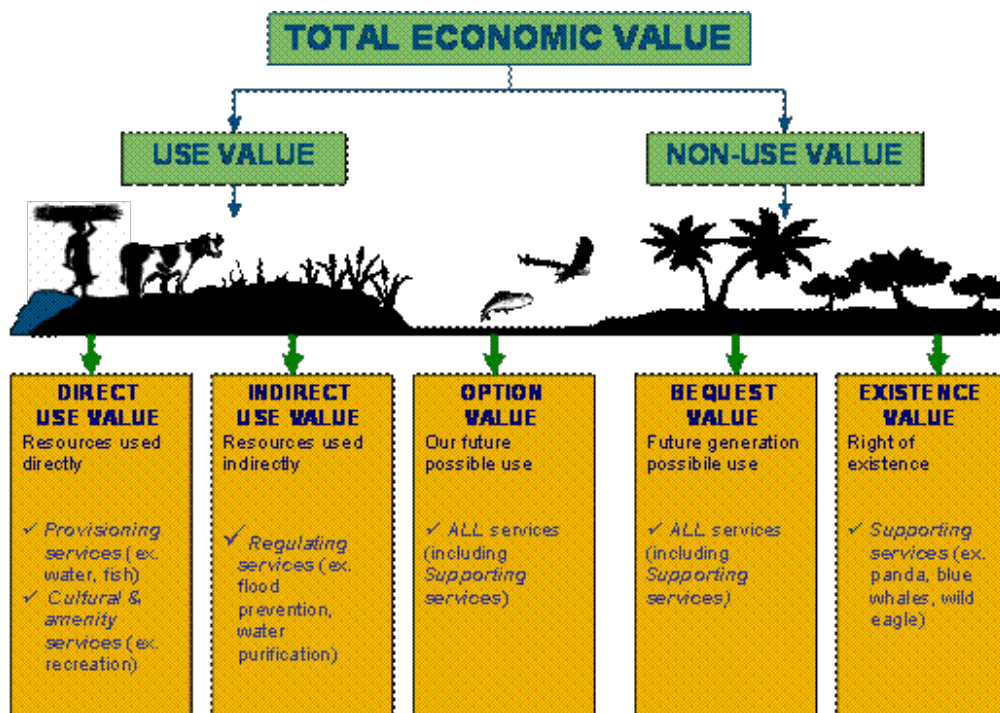 TOTAL ECONOMIC VALUE
USE VALUE
NON-USE VALUE
DIRECT
USE VALUE
Resources used
directly
✓ Provisioning
services (ex.
water, fish)
✓ Cultural &
amenity
services (ex.
recreation)
INDIRECT
USE VALUE
Resources used
indirectly
✓ Regulating
services (ex.
flood
prevention,
water
purification)
OPTION
VALUE
Our future
possible use
✓ ALL services
(including
Supporting
services)
BEQUEST
VALUE
Future generation
possibile use
✓ ALL services
(including
Supporting
services)
EXISTENCE
VALUE
Right of
existence
✓ Supporting
services (ex.
panda, blue
whales, wild
eagle)